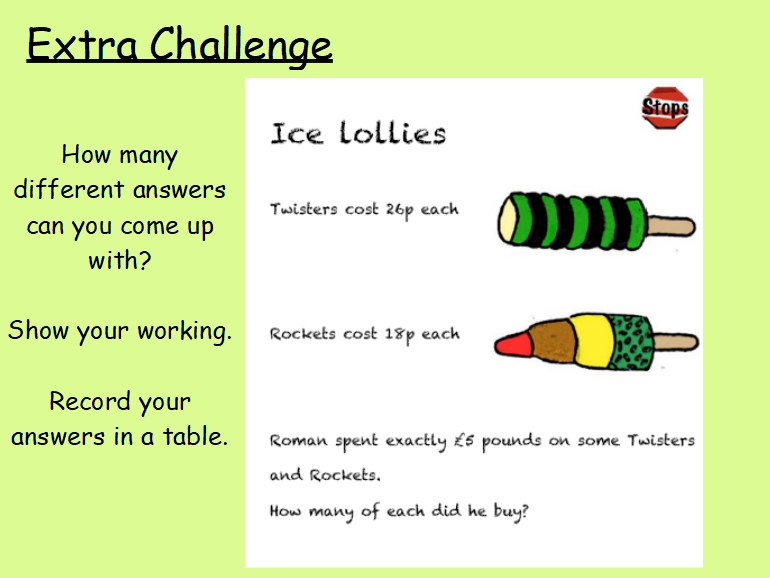 Extra Challenge
How many
different answers
can you come up
with?
Show your working.
Record your
answers in a table.
Stops
Ice lollies
Twisters cost 26p each
Rockets cost 18p each
Roman spent exactly £5 pounds on some Twisters
and Rockets.
How many of each did he buy?